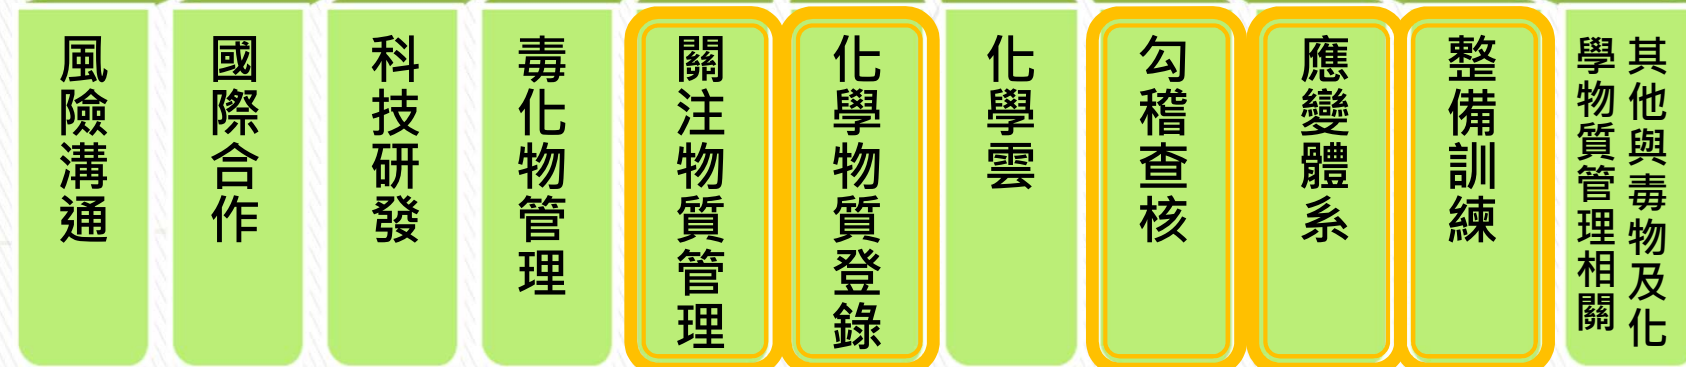 風險溝通
國際合作
科技研發
毒化物管理
關注物質管理
化學物質登錄
化學雲
勾稽查核
應變體系
整備訓練
其他與毒物及化
學物質管理相關